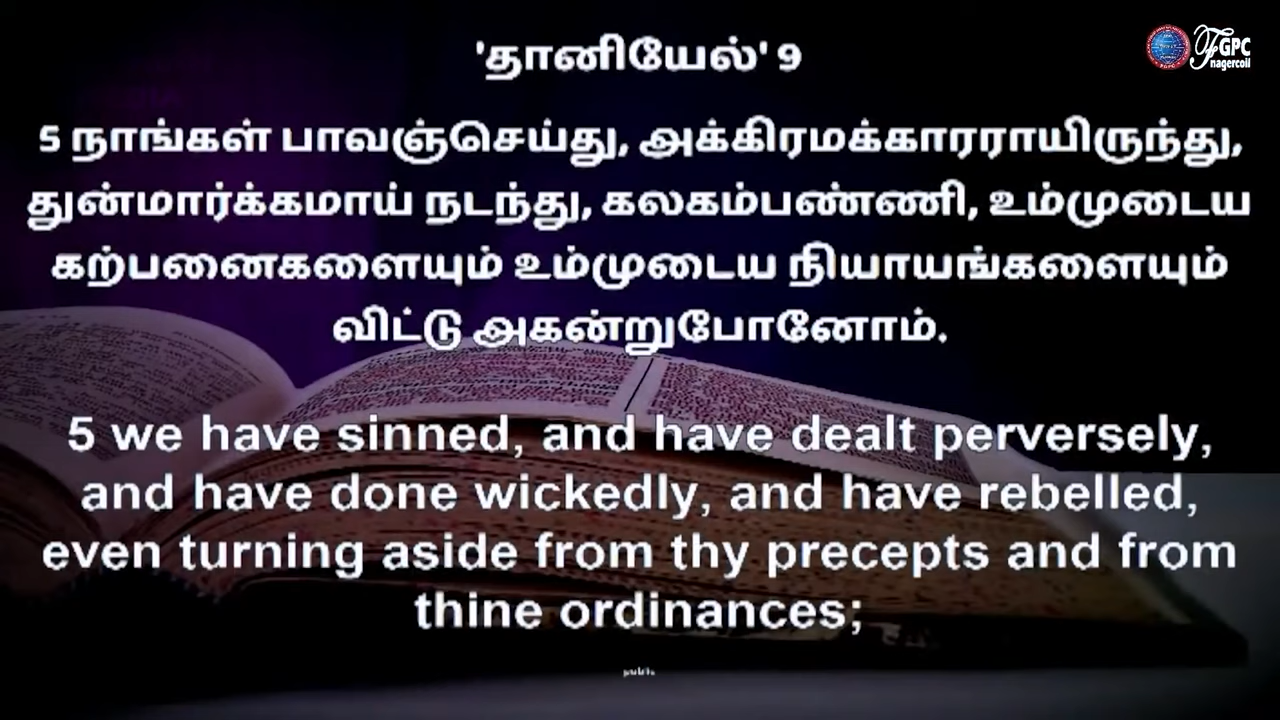 'தானியேல்' 9
FGPC
nagercoil
5 நாங்கள் பாவஞ்செய்து, அக்கிரமக்காரராயிருந்து,
துன்மார்க்கமாய் நடந்து, கலகம்பண்ணி, உம்முடைய
கற்பனைகளையும் உம்முடைய நியாயங்களையும்
விட்டு அகன்றுபோனோம்.
5 we have sinned, and have dealt perversely,
and have done wickedly, and have rebelled,
even turning aside from thy precepts and from
thine ordinances;